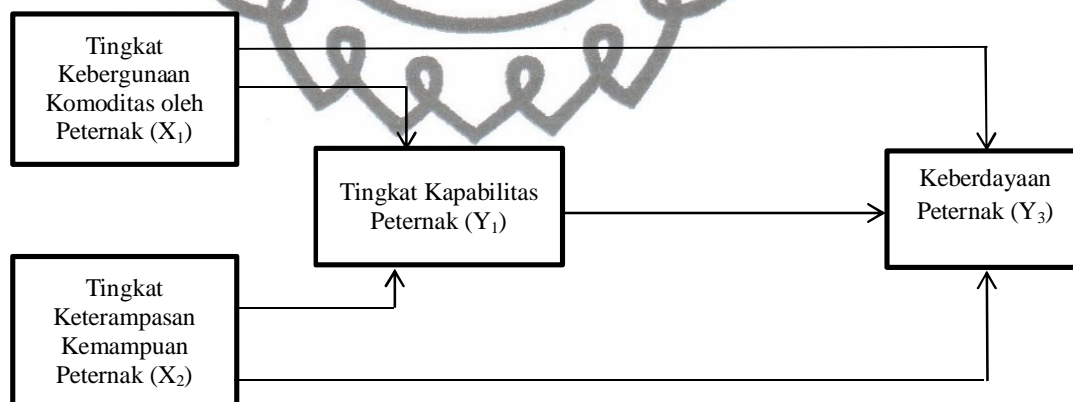 Tingkat
Kebergunaan
Komoditas oleh
Peternak (X₁)
Tingkat Kapabilitas
Peternak (Y₁)
Keberdayaan
Peternak (Y₃)
Tingkat
Keterampasan
Kemampuan
Peternak (X₂)